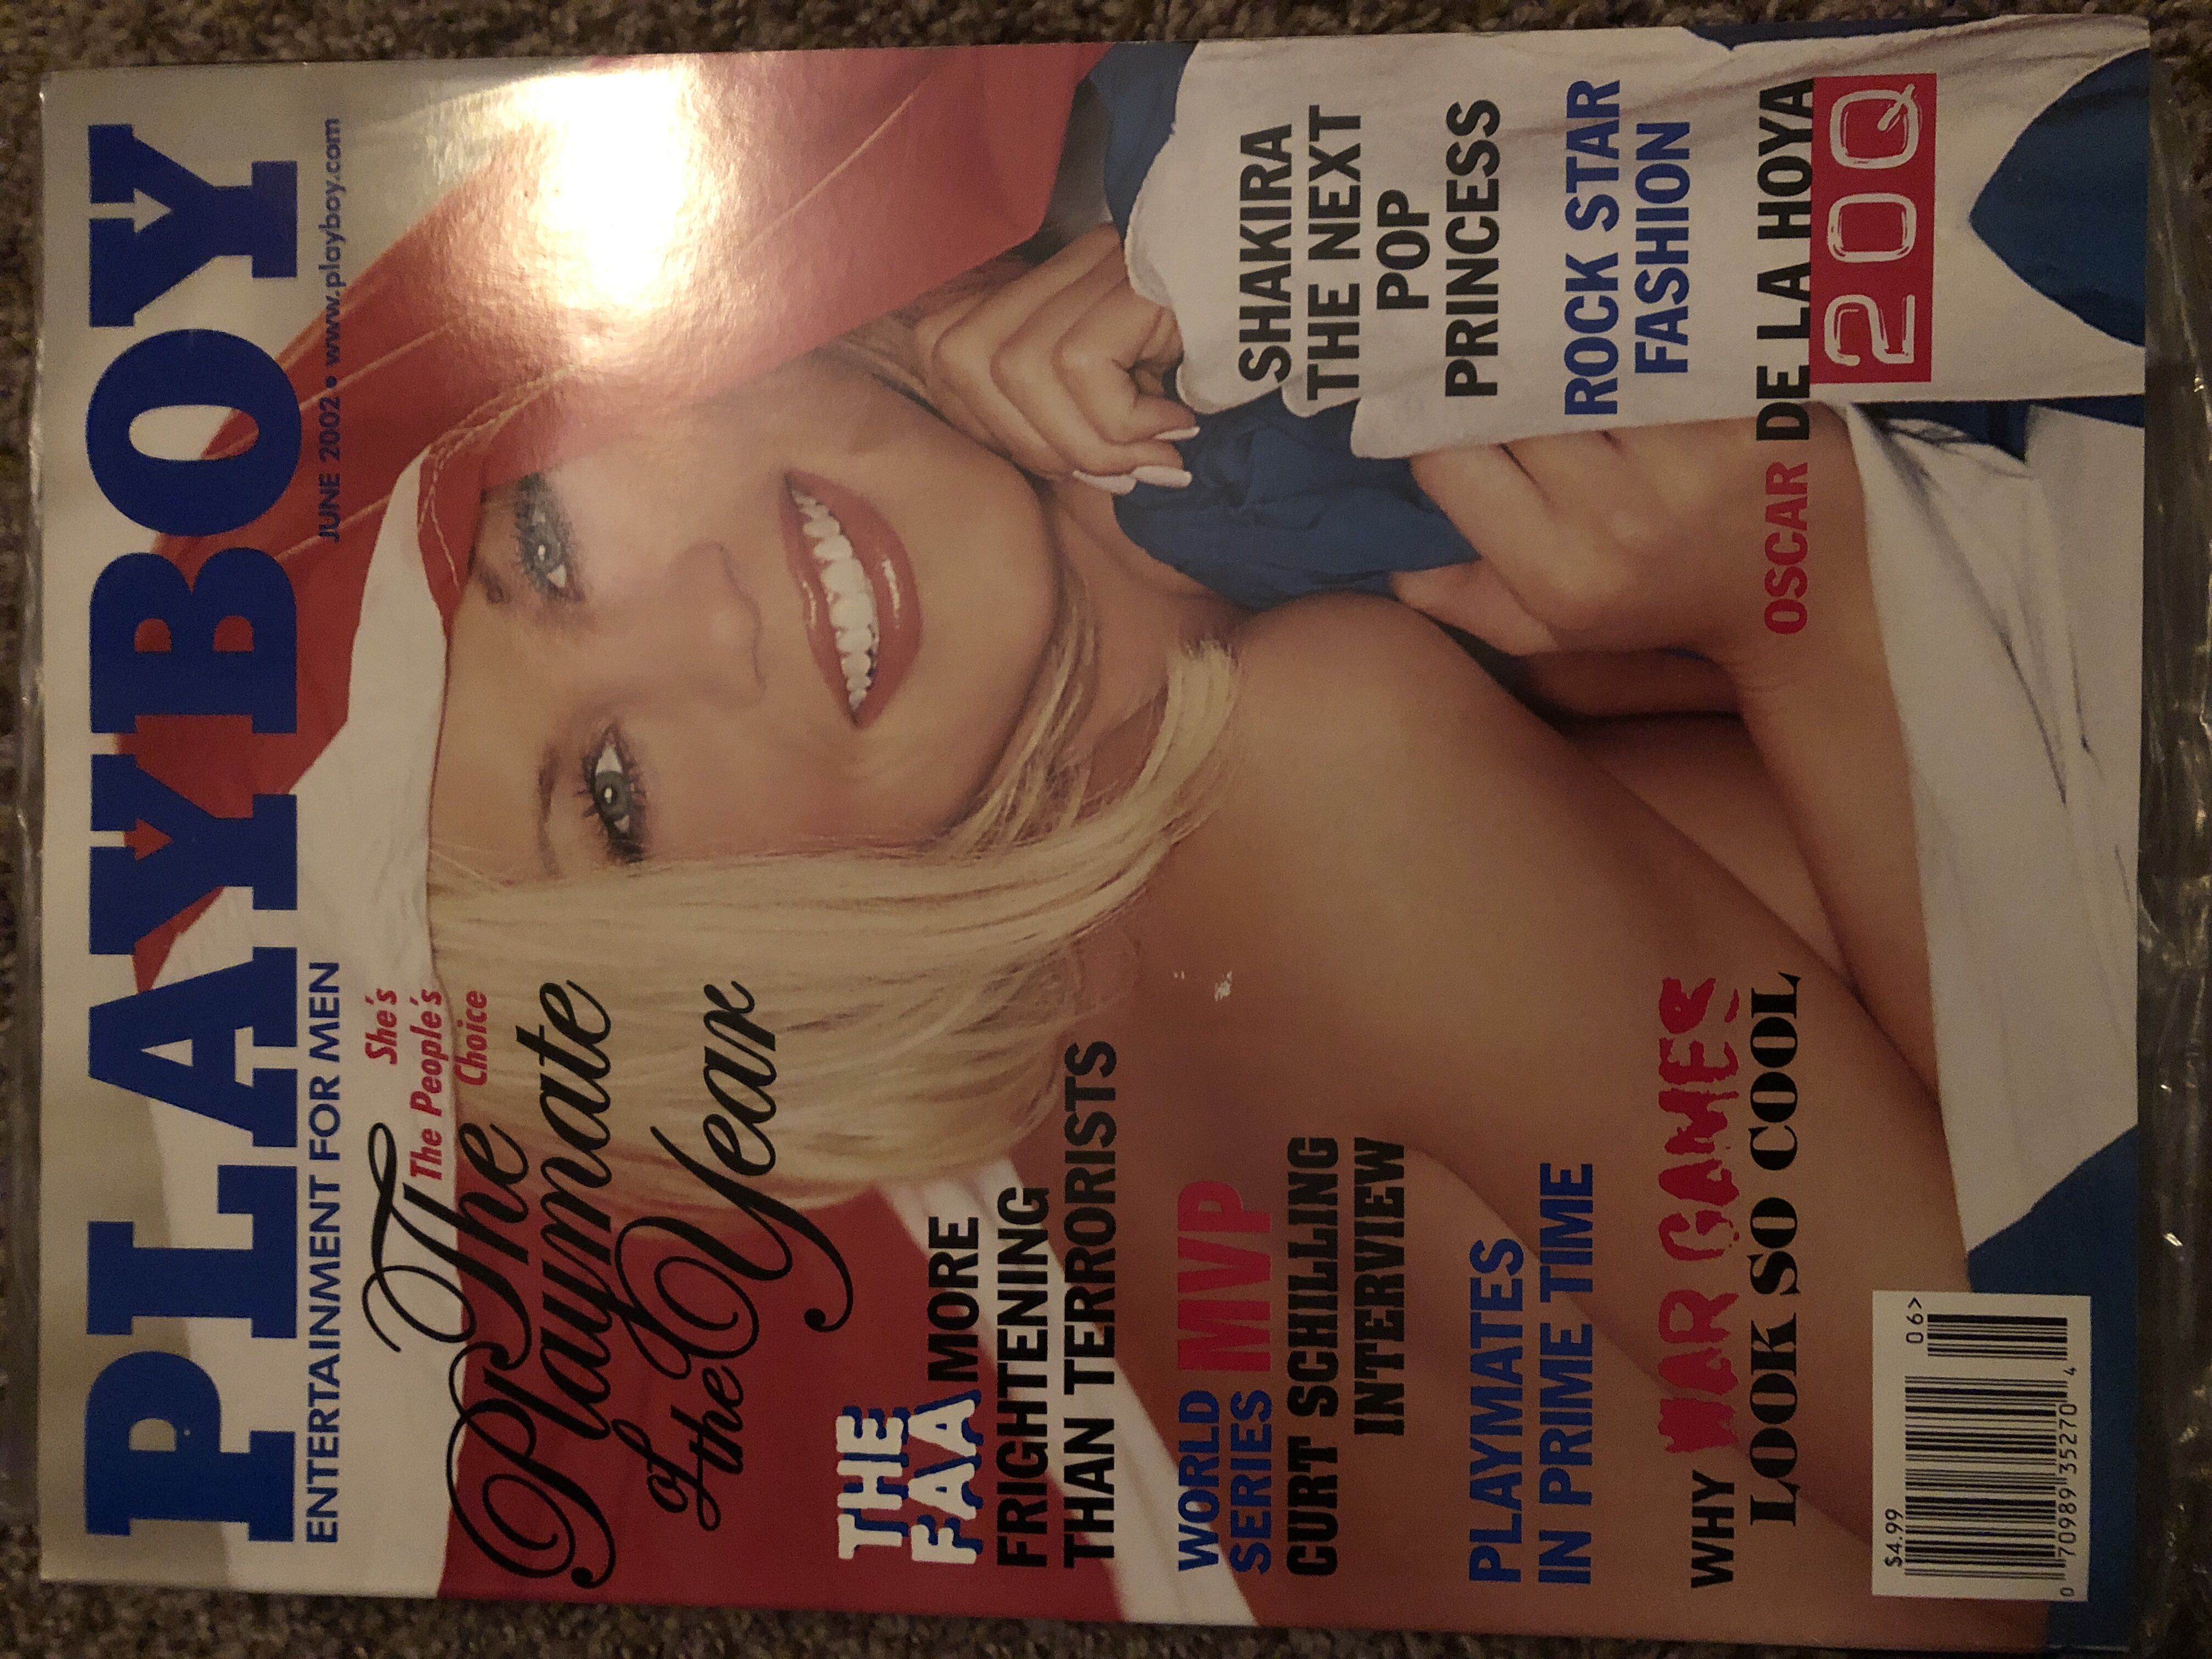 PLAYBOY
ENTERTAINMENT FOR MEN
JUNE 2002 • www.playboy.com
She's
The People's
Choice
The
Playmate
of the Year
THE
FAA MORE
FRIGHTENING
THAN TERRORISTS
WORLD
SERIES MVP
CURT SCHILLING
INTERVIEW
PLAYMATES
IN PRIME TIME
WHY WAR GAMES
LOOK SO COOL
SHAKIRA
THE NEXT
POP
PRINCESS
ROCK STAR
FASHION
OSCAR DE LA HOYA
20Q
$4.99
06>
0 70989 35270 4